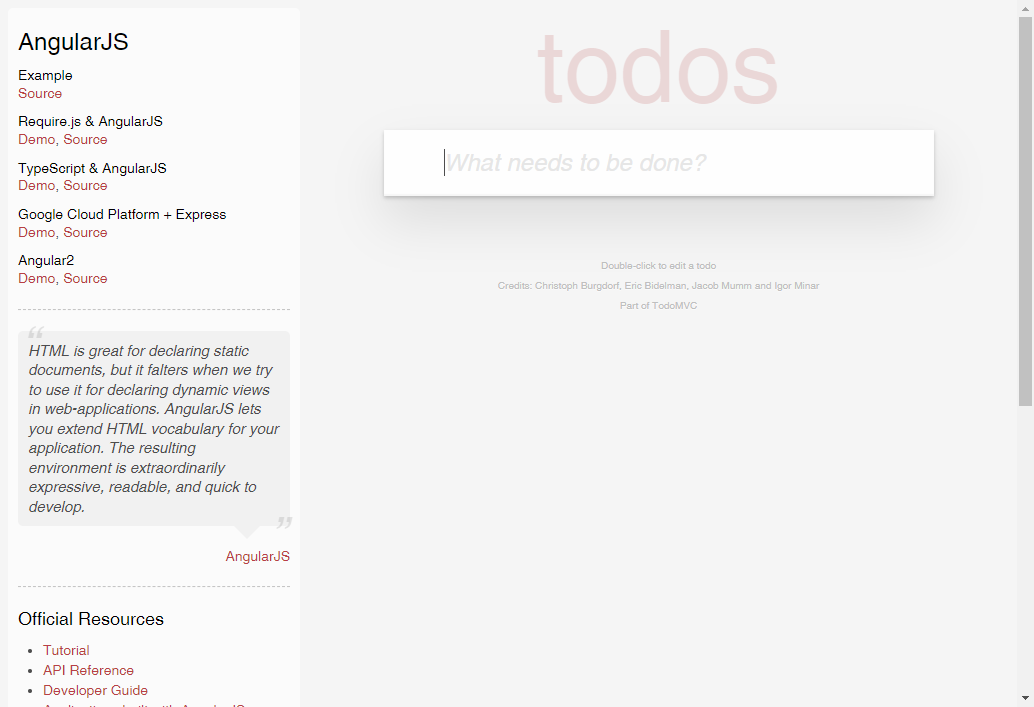 AngularJS
Example
Source
Require.js & AngularJS
Demo, Source
TypeScript & AngularJS
Demo, Source
Google Cloud Platform + Express
Demo, Source
Angular2
Demo, Source
“
HTML is great for declaring static
documents, but it falters when we try
to use it for declaring dynamic views
in web-applications. AngularJS lets
you extend HTML vocabulary for your
application. The resulting
environment is extraordinarily
expressive, readable, and quick to
develop.
”
AngularJS
Official Resources
• Tutorial
• API Reference
• Developer Guide
todos
What needs to be done?
Double-click to edit a todo
Credits: Christoph Burgdorf, Eric Bidelman, Jacob Mumm and Igor Minar
Part of TodoMVC